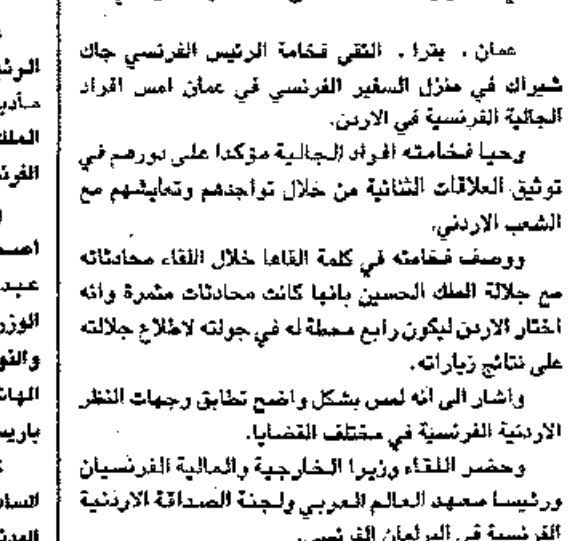 عمان ـ بترا ـ التقى فخامة الرئيس الفرنسي جاك
شيراك في منزل السفير الفرنسي في عمان امس افراد
الجالية الفرنسية في الاردن.
وحيا فخامته افراد الجالية مؤكدا على دورهم في
توثيق العلاقات الثنائية من خلال تواجدهم وتعايشهم مع
الشعب الاردني.
ووصف فخامته في كلمة القاها خلال اللقاء محادثاته
مع جلالة الملك الحسين بانها كانت محادثات مثمرة وانه
اختار الاردن ليكون رابع محطة له في جولته لاطلاع جلالته
على نتائج زياراته.
واشار الى انه لمس بشكل واضح تطابق وجهات النظر
الاردنية الفرنسية في مختلف القضايا.
وحضر اللقاء وزيرا الخارجية والمالية الفرنسيان
ورئيسا معهد العالم العربي ولجنة الصداقة الاردنية
الفرنسية في البرلمان الفرنسي.
الملك
عبد
باريس